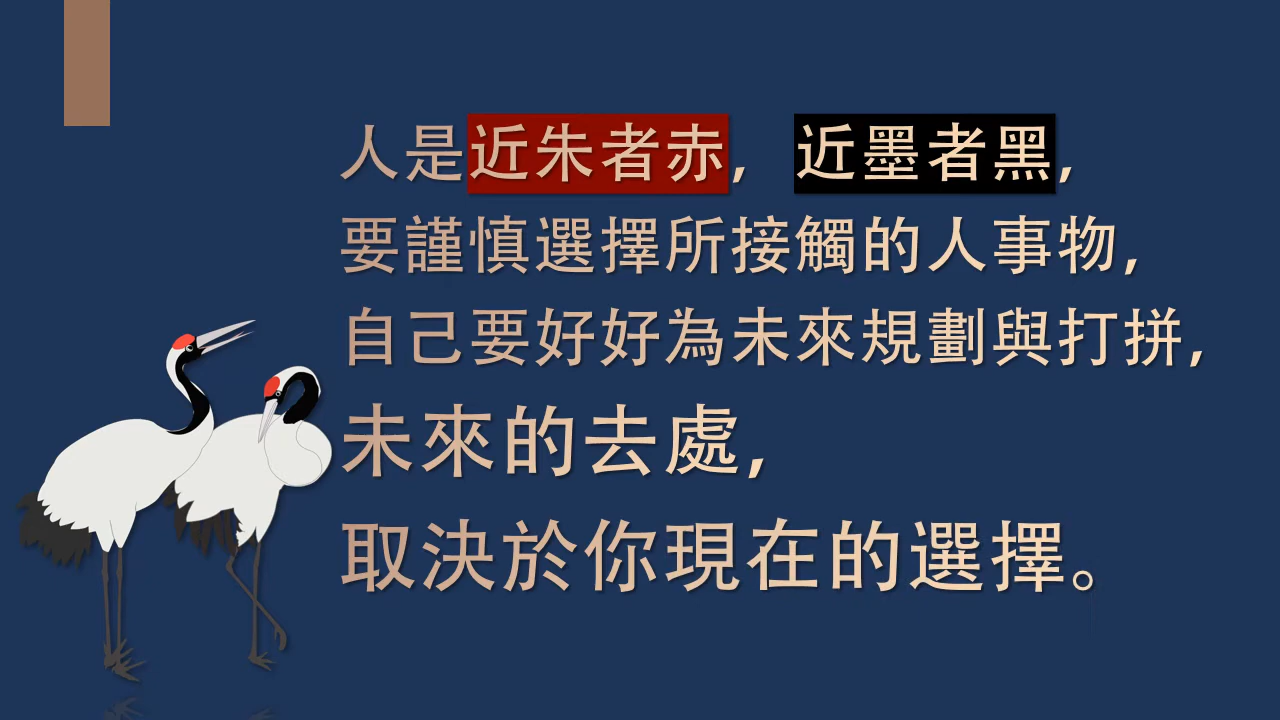 人是近朱者赤，近墨者黑，
要謹慎選擇所接觸的人事物，
自己要好好為未來規劃與打拼，
未來的去處，
取決於你現在的選擇。